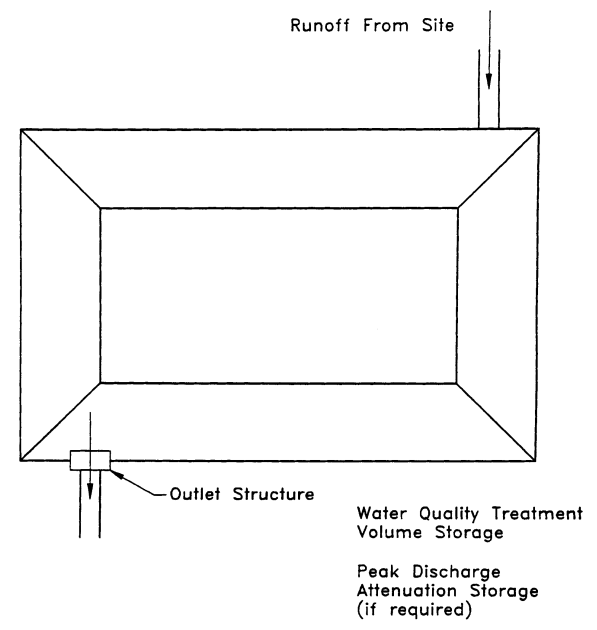 Runoff From Site
Outlet Structure
Water Quality Treatment
Volume Storage
Peak Discharge
Attenuation Storage
(if required)